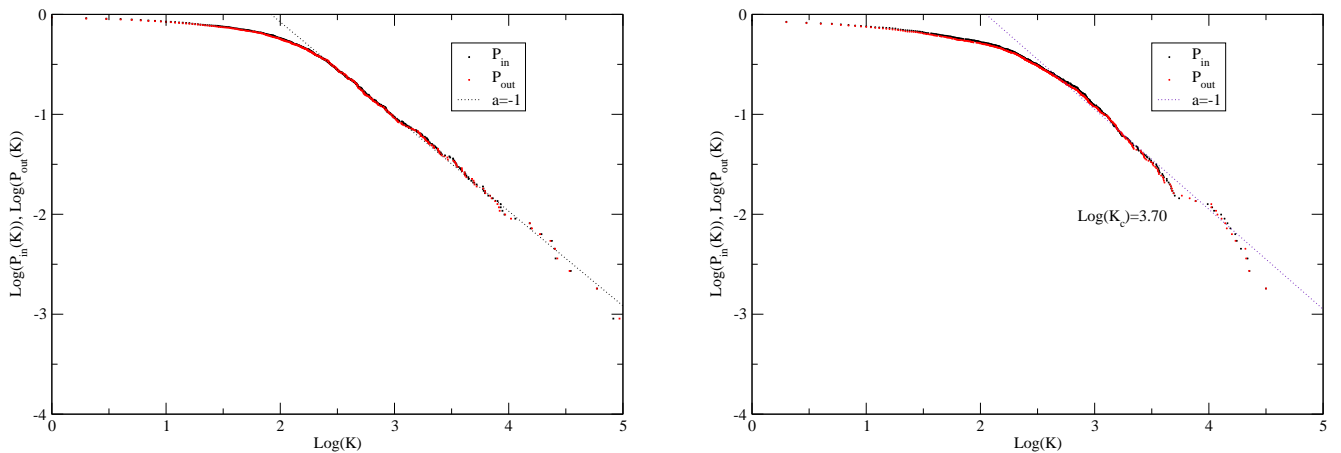 0
-1
-2
-3
-4
0
1
2
3
4
5
Log(K)
Log(P_in(K)), Log(P_out(K))
P_in
P_out
a=-1
0
-1
-2
-3
-4
0
1
2
3
4
5
Log(K)
Log(P_in(K)), Log(P_out(K))
P_in
P_out
a=-1
Log(K_c)=3.70